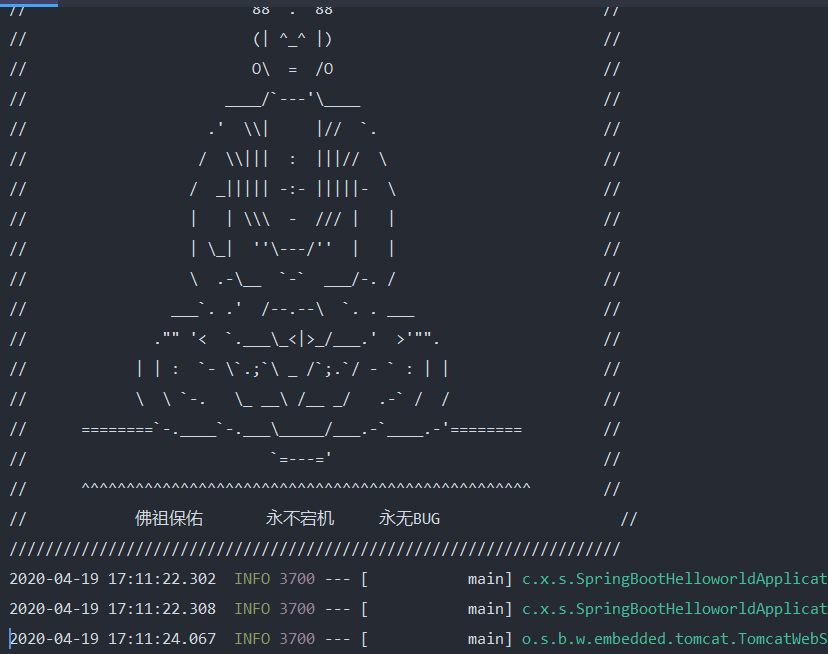 //                         88  .  88                              //
//                         (| ^_^ |)                              //
//                         O\  =  /O                              //
//                      ____/`---'\____                           //
//                    .'  \\|     |//  `.                         //
//                   /  \\|||  :  |||//  \                        //
//                  /  _||||| -:- |||||-  \                       //
//                  |   | \\\  -  /// |   |                       //
//                  | \_|  ''\---/''  |   |                       //
//                  \  .-\__  `-`  ___/-. /                       //
//                ___`. .'  /--.--\  `. . ___                     //
//              ."" '<  `.___\_<|>_/___.'  >'"".                  //
//            | | :  `- \`.;`\ _ /`;.`/ - ` : | |                 //
//            \  \ `-.   \_ __\ /__ _/   .-` /  /                 //
//      ========`-.____`-.___\_____/___.-`____.-'========         //
//                           `=---='                              //
//      ^^^^^^^^^^^^^^^^^^^^^^^^^^^^^^^^^^^^^^^^^^^^^^^^^^        //
//            佛祖保佑       永不宕机     永无BUG                    //
////////////////////////////////////////////////////////////////////
2020-04-19 17:11:22.302  INFO 3700 --- [           main] c.x.s.SpringBootHelloworldApplicat
2020-04-19 17:11:22.308  INFO 3700 --- [           main] c.x.s.SpringBootHelloworldApplicat
2020-04-19 17:11:24.067  INFO 3700 --- [           main] o.s.b.w.embedded.tomcat.TomcatWebS